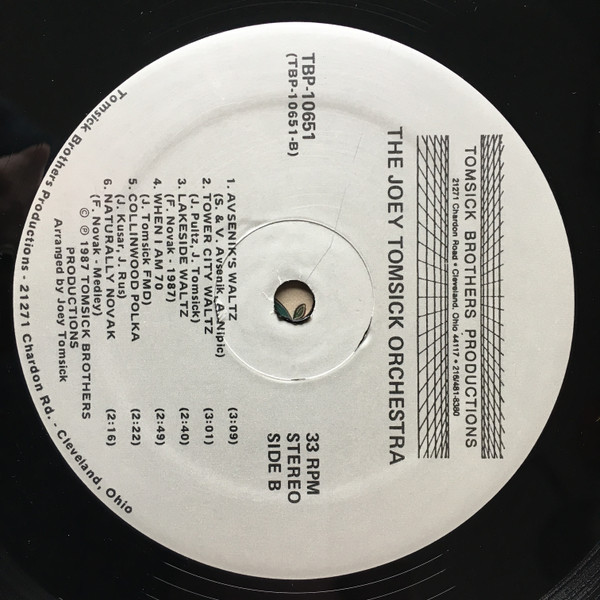 TOMSICK BROTHERS PRODUCTIONS
21271 Chardon Road • Cleveland, Ohio 44117 • 216/481-8380
THE JOEY TOMSICK ORCHESTRA
TBP-10651
(TBP-10651-B)
33 RPM
STEREO
SIDE B
1. AVSENIK'S WALTZ (3:09)
(S. & V. Avsenik, A. Nipic)
2. TOWER CITY WALTZ (3:01)
(J. Pultz, J. Tomsick)
3. LAKESIDE WALTZ (2:40)
(F. Novak - 1987)
4. WHEN I AM 70 (2:49)
(J. Tomsick FMD)
5. COLLINWOOD POLKA (2:22)
(J. Kusar, J. Rus)
6. NATURALLY NOVAK (2:16)
(F. Novak - Medley)
© ℗ 1987 TOMSICK BROTHERS
PRODUCTIONS
Arranged by Joey Tomsick
Tomsick Brothers Productions - 21271 Chardon Rd. - Cleveland, Ohio